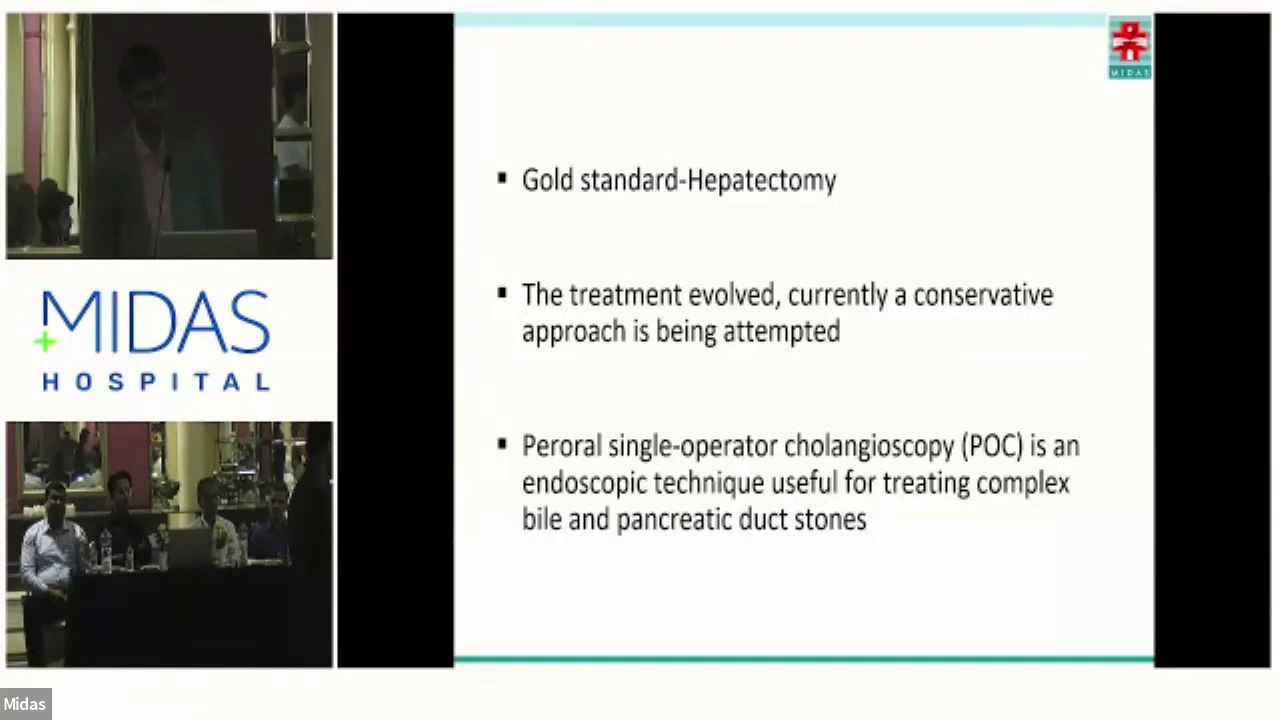 MIDAS
▪ Gold standard-Hepatectomy
MIDAS
HOSPITAL
▪ The treatment evolved, currently a conservative
approach is being attempted
▪ Peroral single-operator cholangioscopy (POC) is an
endoscopic technique useful for treating complex
bile and pancreatic duct stones
Midas